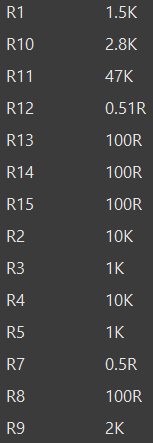 R1 1.5K
R10 2.8K
R11 47K
R12 0.51R
R13 100R
R14 100R
R15 100R
R2 10K
R3 1K
R4 10K
R5 1K
R7 0.5R
R8 100R
R9 2K